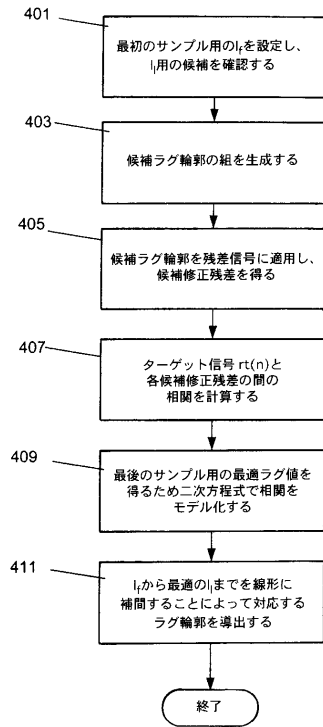 401
最初のサンプル用のlfを設定し、
ll用の候補を確認する
403
候補ラグ輪郭の組を生成する
405
候補ラグ輪郭を残差信号に適用し、
候補修正残差を得る
407
ターゲット信号 rt(n)と
各候補修正残差の間の
相関を計算する
409
最後のサンプル用の最適ラグ値を
得るため二次方程式で相関を
モデル化する
411
lfから最適のllまでを線形に
補間することによって対応する
ラグ輪郭を導出する
終了